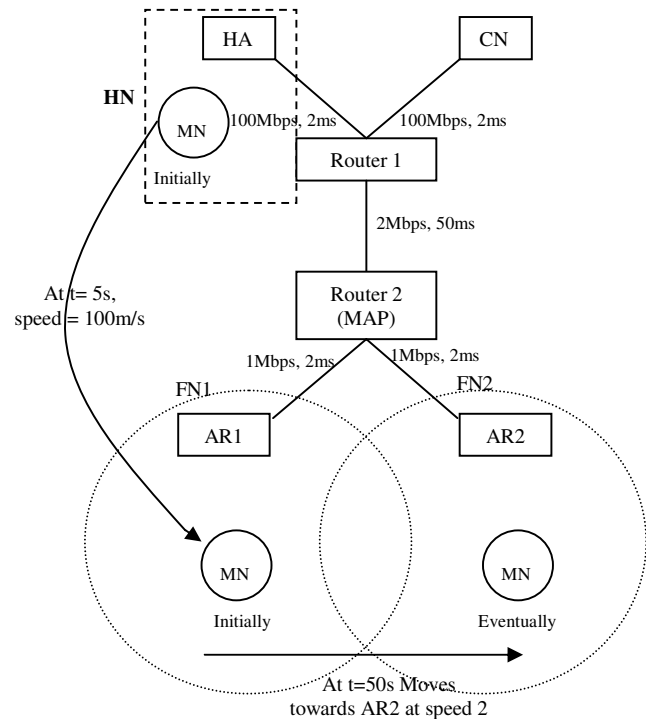 HA
CN
HN
MN
100Mbps, 2ms
100Mbps, 2ms
Router 1
Initially
2Mbps, 50ms
At t= 5s,
speed = 100m/s
Router 2
(MAP)
1Mbps, 2ms
1Mbps, 2ms
FN1
FN2
AR1
AR2
MN
MN
Initially
Eventually
At t=50s Moves
towards AR2 at speed 2